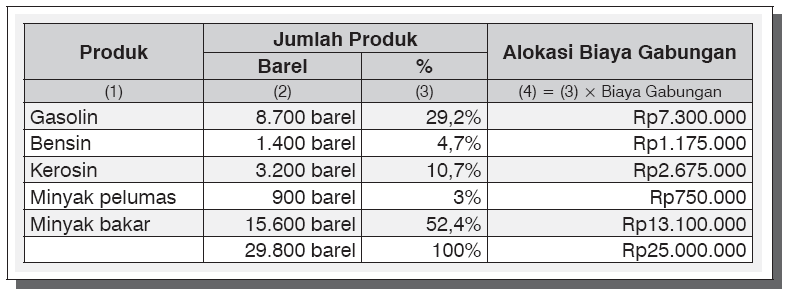 Produk Jumlah Produk Alokasi Biaya Gabungan
Barel %
(1) (2) (3) (4) = (3) × Biaya Gabungan
Gasolin 8.700 barel 29,2% Rp7.300.000
Bensin 1.400 barel 4,7% Rp1.175.000
Kerosin 3.200 barel 10,7% Rp2.675.000
Minyak pelumas 900 barel 3% Rp750.000
Minyak bakar 15.600 barel 52,4% Rp13.100.000
29.800 barel 100% Rp25.000.000